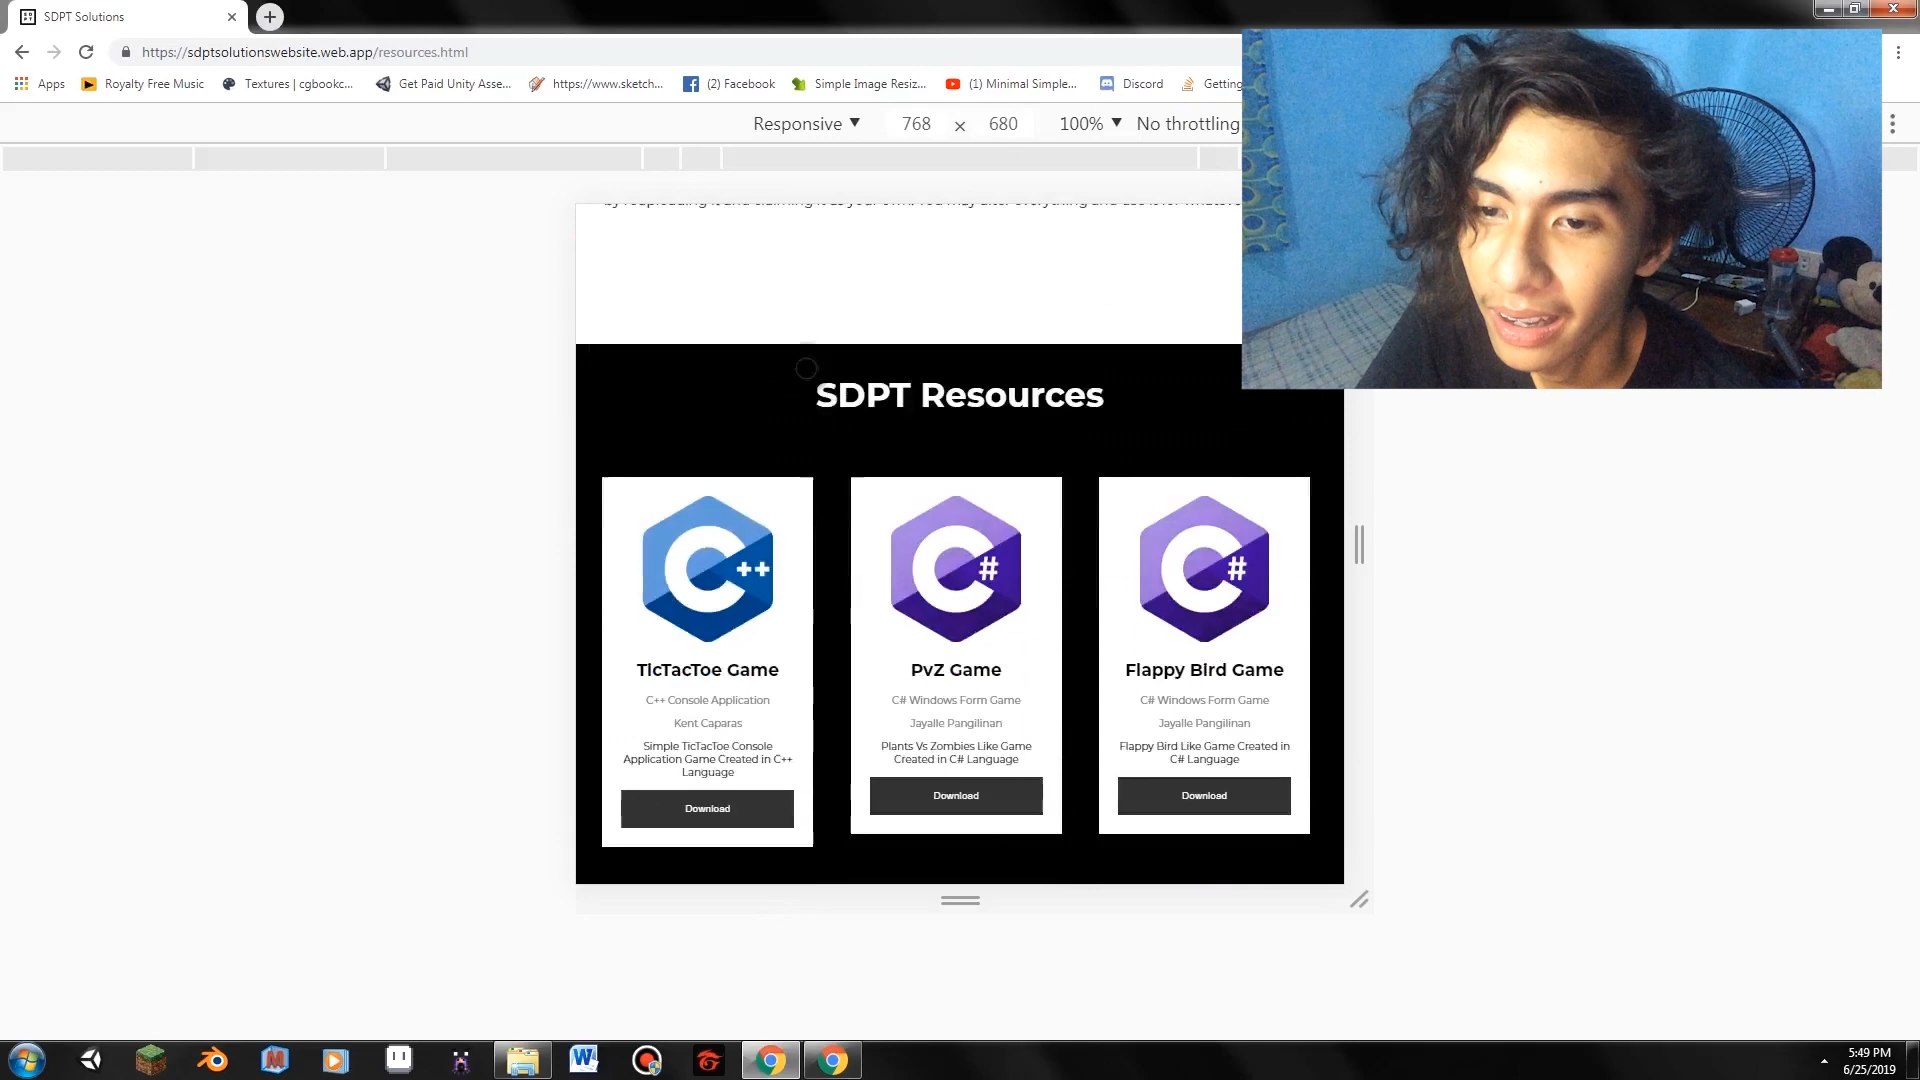 SDPT Solutions
https://sdptsolutionswebsite.web.app/resources.html
Apps
Royalty Free Music
Textures | cgbookc...
Get Paid Unity Asse...
https://www.sketch...
(2) Facebook
Simple Image Resiz...
(1) Minimal Simple...
Discord
Getting
Responsive
768 x 680
100%
No throttling
SDPT Resources
C++
C#
C#
TicTacToe Game
PvZ Game
Flappy Bird Game
C++ Console Application
C# Windows Form Game
C# Windows Form Game
Kent Caparas
Jayalle Pangilinan
Jayalle Pangilinan
Simple TicTacToe Console
Application Game Created in C++
Language
Plants Vs Zombies Like Game
Created in C# Language
Flappy Bird Like Game Created in
C# Language
Download
Download
Download
5:49 PM
6/25/2019